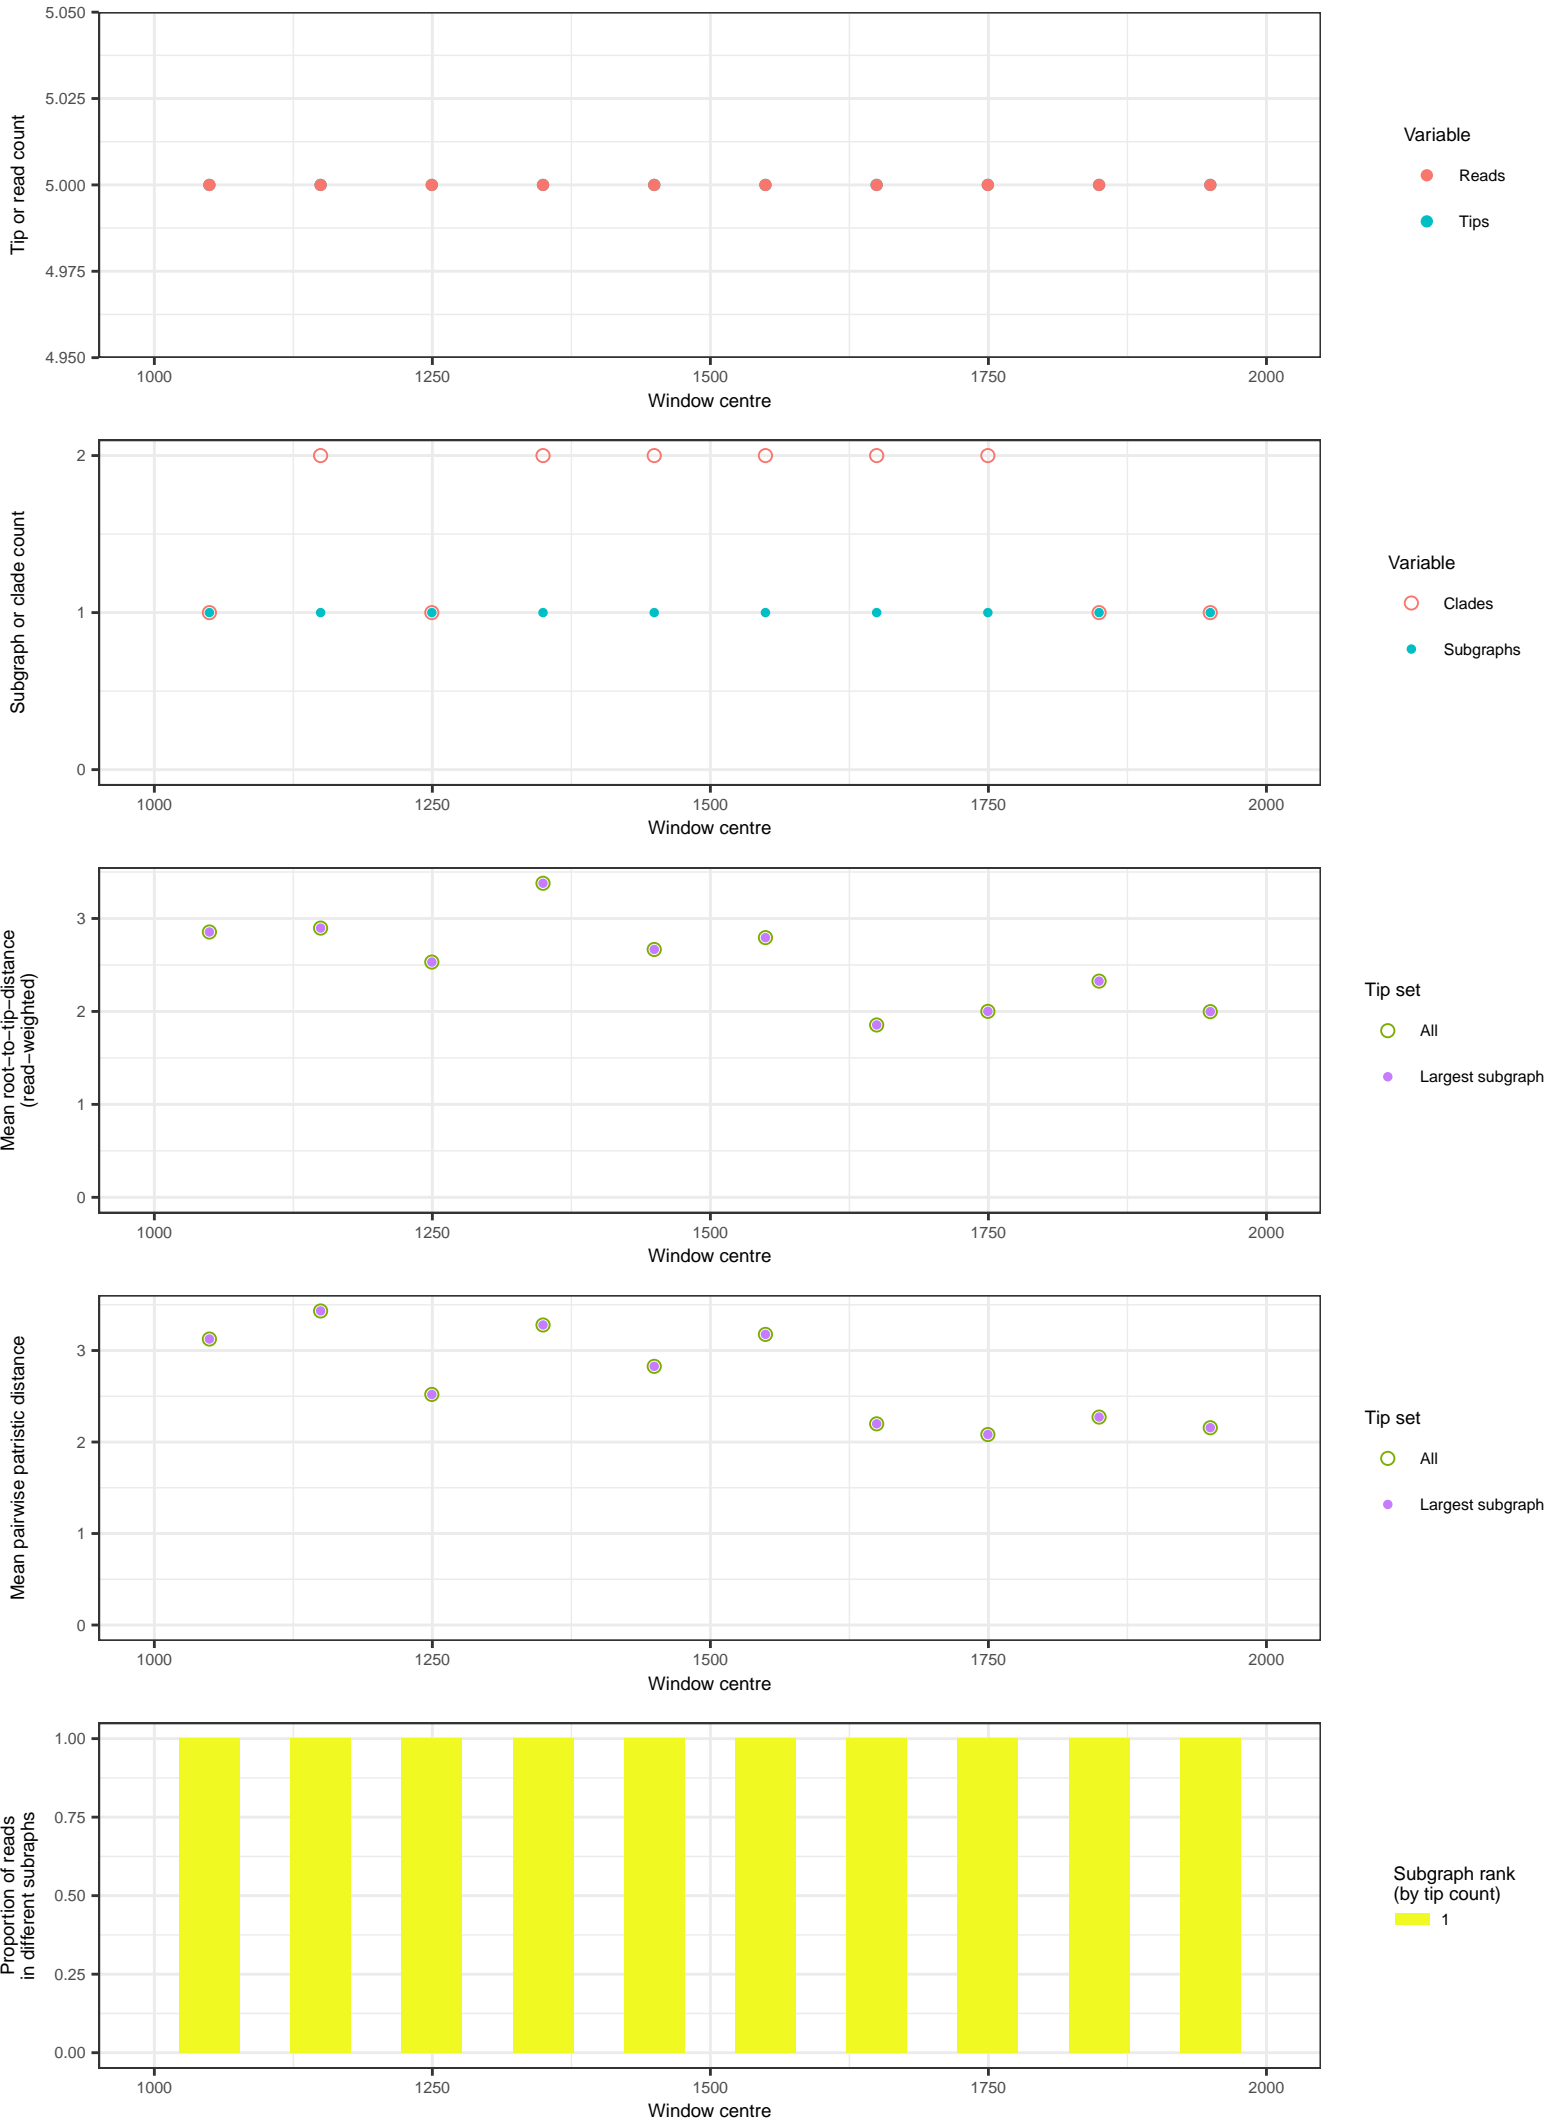 5.050
5.025
5.000
4.975
4.950
Tip or read count
1000 1250 1500 1750 2000
Window centre
Variable
Reads
Tips
2
1
0
Subgraph or clade count
1000 1250 1500 1750 2000
Window centre
Variable
Clades
Subgraphs
3
2
1
0
Mean root−to−tip−distance
(read−weighted)
1000 1250 1500 1750 2000
Window centre
Tip set
All
Largest subgraph
3
2
1
0
Mean pairwise patristic distance
1000 1250 1500 1750 2000
Window centre
Tip set
All
Largest subgraph
1.00
0.75
0.50
0.25
0.00
Proportion of reads
in different subraphs
1000 1250 1500 1750 2000
Window centre
Subgraph rank
(by tip count)
1